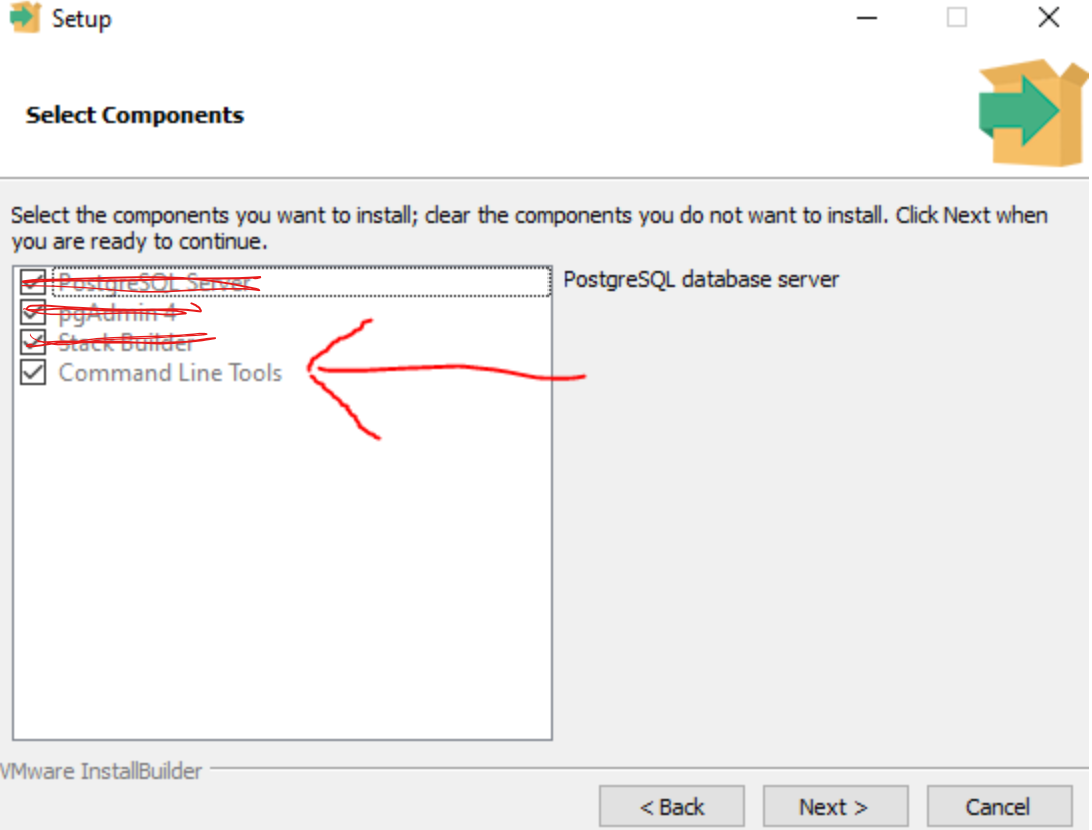 Setup
Select Components
Select the components you want to install; clear the components you do not want to install. Click Next when
you are ready to continue.
PostgreSQL Server
PostgreSQL database server
pgAdmin 4
Stack Builder
Command Line Tools
VMware InstallBuilder
< Back
Next >
Cancel